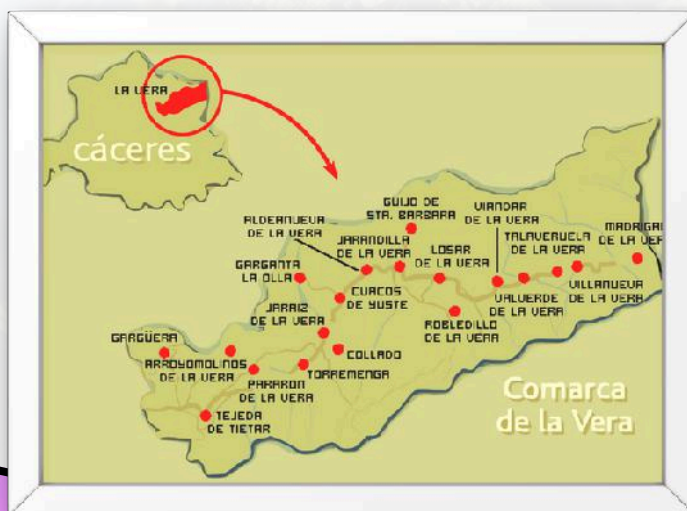 LA VERA
cáceres
GUIJO DE
STA. BARBARA
VIANDAR
DE LA VERA
ALDEANUEVA
DE LA VERA
JARANDILLA
DE LA VERA
LOSAR
DE LA VERA
TALAVERUELA
DE LA VERA
MADRIGAL
DE LA VERA
GARGANTA
LA OLLA
CUACOS
DE YUSTE
VALVERDE
DE LA VERA
VILLANUEVA
DE LA VERA
JARAIZ
DE LA VERA
ROBLEDILLO
DE LA VERA
GARGÜERA
ARROYOMOLINOS
DE LA VERA
COLLADO
TORREMENGA
PARARON
DE LA VERA
TEJEDA
DE TIETAR
Comarca
de la Vera